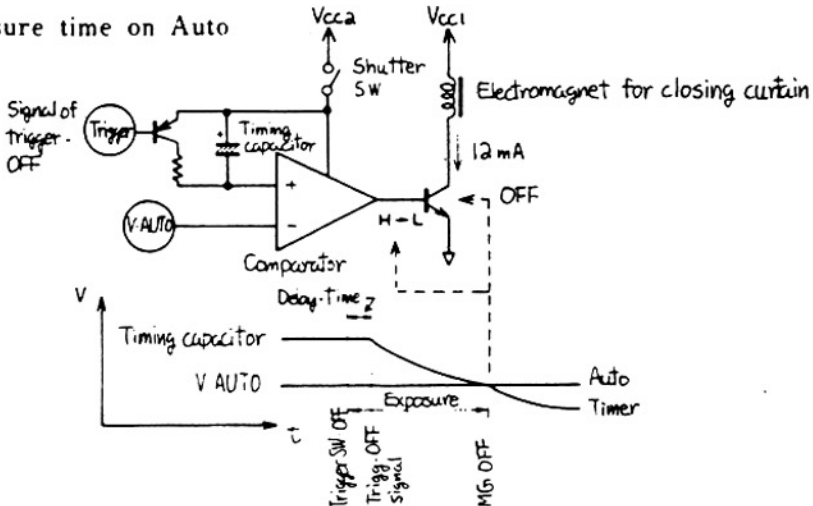 sure time on Auto
Vcc2
Vcc1
Shutter
SW
Electromagnet for closing curtain
Signal of
trigger-
OFF
Trigger
+
Timing
capacitor
12mA
+
OFF
V-AUTO
-
H-L
Comparator
Delay-Time
V
Timing capacitor
V AUTO
Auto
Exposure
Timer
t
Trigger SW OFF
Trigg. OFF
signal
MG OFF